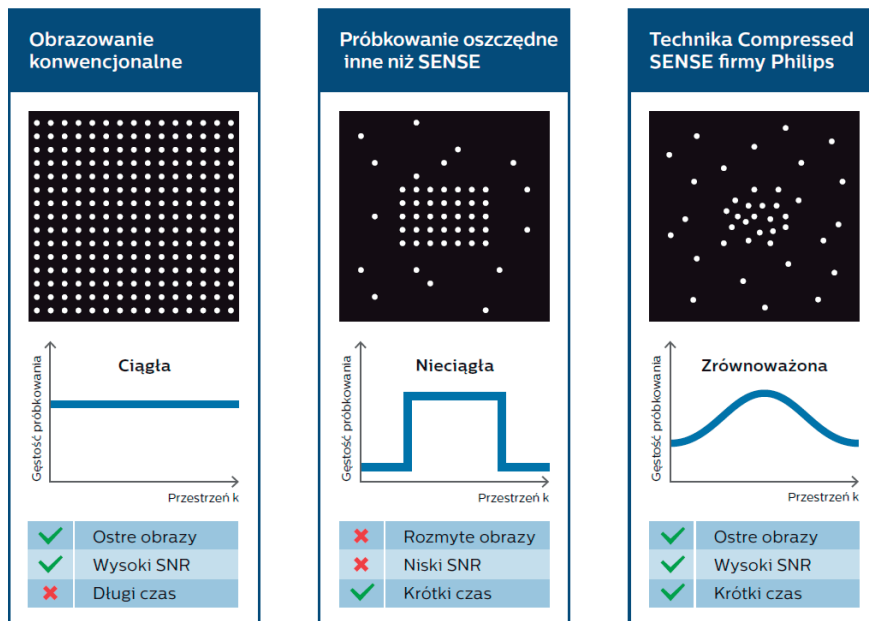 Obrazowanie
konwencjonalne
Gęstość próbkowania
Ciągła
Przestrzeń k
Ostre obrazy
Wysoki SNR
Długi czas
Próbkowanie oszczędne
inne niż SENSE
Gęstość próbkowania
Nieciągła
Przestrzeń k
Rozmyte obrazy
Niski SNR
Krótki czas
Technika Compressed
SENSE firmy Philips
Gęstość próbkowania
Zrównoważona
Przestrzeń k
Ostre obrazy
Wysoki SNR
Krótki czas